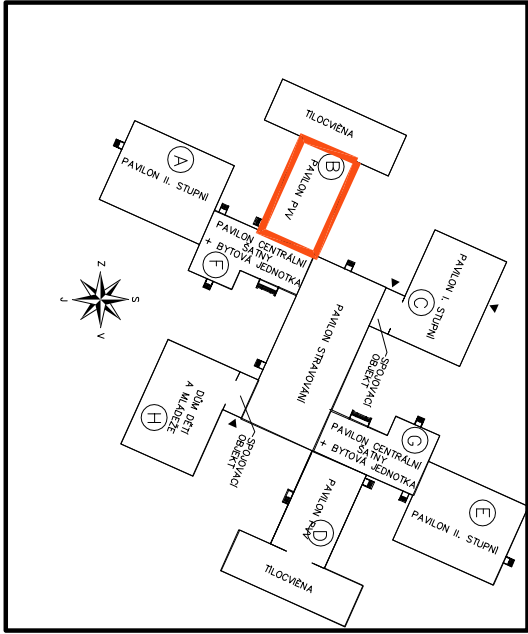 TĚLOCVIČNA
B
PAVILON PVV
A
PAVILON II. STUPNĚ
PAVILON CENTRÁLNÍ
ŠATNY
+ BYTOVÁ JEDNOTKA
F
PAVILON I. STUPNĚ
C
Z
S
J
V
PAVILON STRAVOVÁNÍ
SPOJOVACÍ
OBJEKT
DŮM DĚTÍ
A MLÁDEŽE
H
SPOJOVACÍ
OBJEKT
G
PAVILON CENTRÁLNÍ
ŠATNY
+ BYTOVÁ JEDNOTKA
E
PAVILON II. STUPNĚ
PAVILON PVV
D
TĚLOCVIČNA